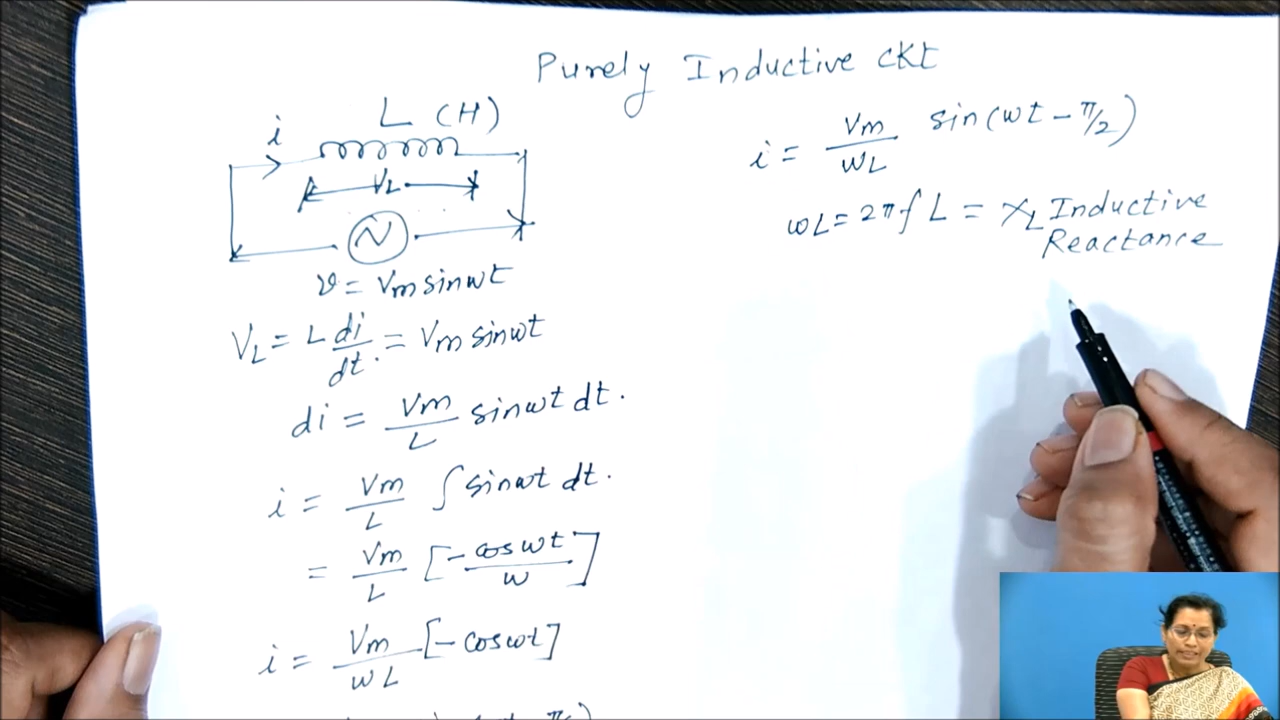 Purely Inductive ckt
L (H)
i
VL
v = Vm sinωt
VL = L di/dt. = Vm sinωt
di = Vm/L sinωt dt.
i = Vm/L ∫ sinωt dt.
= Vm/L [-cosωt/ω]
i = Vm/ωL [-cosωt]
i = Vm/ωL sin(ωt - π/2)
ωL = 2πf L = XL Inductive
Reactance